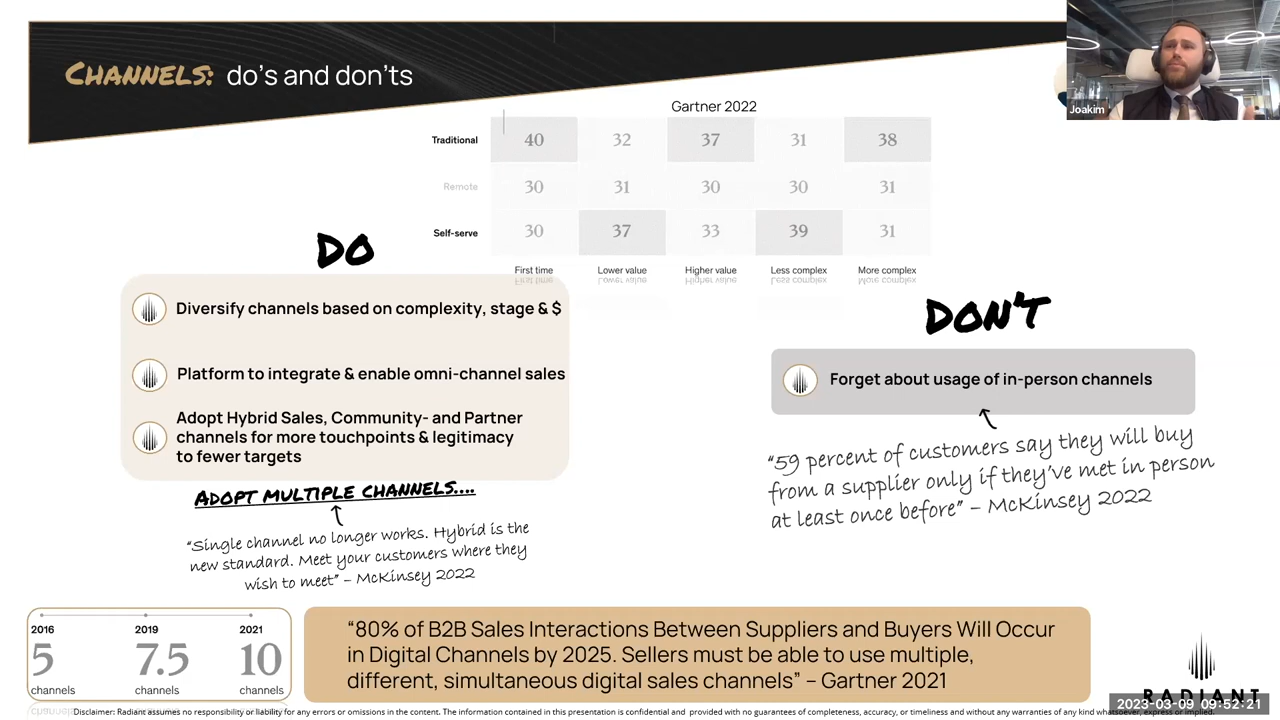 CHANNELS: do's and don'ts
Joakim
Gartner 2022
Traditional 40 32 37 31 38
Remote 30 31 30 30 31
Self-serve 30 37 33 39 31
First time Lower value Higher value Less complex More complex
DO
Diversify channels based on complexity, stage & $
Platform to integrate & enable omni-channel sales
Adopt Hybrid Sales, Community- and Partner
channels for more touchpoints & legitimacy
to fewer targets
ADOPT MULTIPLE CHANNELS....
"Single channel no longer works. Hybrid is the
new standard. Meet your customers where they
wish to meet" – McKinsey 2022
DON'T
Forget about usage of in-person channels
"59 percent of customers say they will buy
from a supplier only if they've met in person
at least once before" – McKinsey 2022
2016 2019 2021
5 7.5 10
channels channels channels
"80% of B2B Sales Interactions Between Suppliers and Buyers Will Occur
in Digital Channels by 2025. Sellers must be able to use multiple,
different, simultaneous digital sales channels" – Gartner 2021
RADIANT
2023-03-09 09:52:21
Disclaimer: Radiant assumes no responsibility or liability for any errors or omissions in the content. The information contained in this presentation is confidential and provided with no guarantees of completeness, accuracy, or timeliness and without any warranties of any kind whatsoever, express or implied.